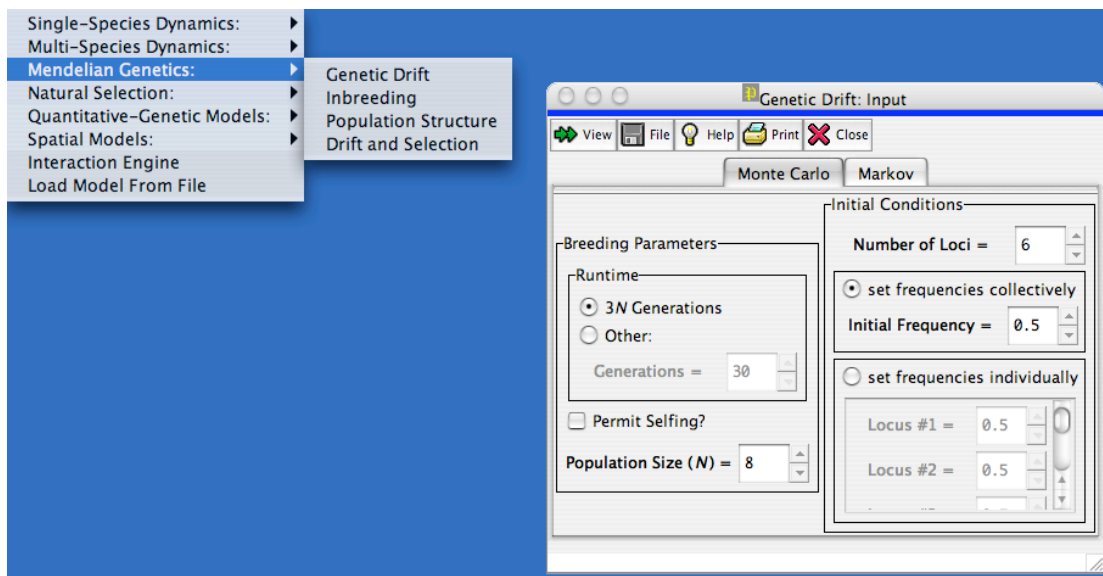 Single-Species Dynamics:
Multi-Species Dynamics:
Mendelian Genetics:
Natural Selection:
Quantitative-Genetic Models:
Spatial Models:
Interaction Engine
Load Model From File
Genetic Drift
Inbreeding
Population Structure
Drift and Selection
Genetic Drift: Input
View File Help Print Close
Monte Carlo Markov
Breeding Parameters
Runtime
3N Generations
Other:
Generations = 30
Permit Selfing?
Population Size (N) = 8
Initial Conditions
Number of Loci = 6
set frequencies collectively
Initial Frequency = 0.5
set frequencies individually
Locus #1 = 0.5
Locus #2 = 0.5